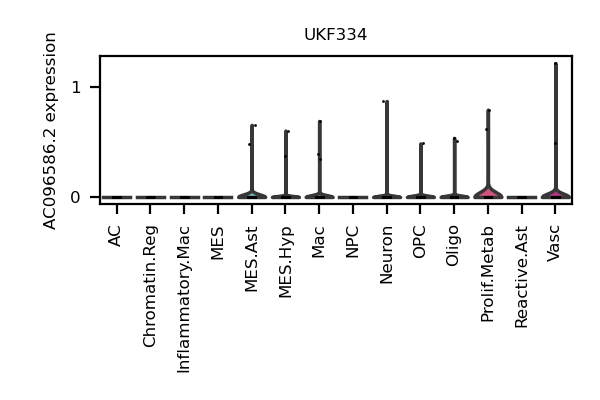 UKF334
AC096586.2 expression
1
0
AC
Chromatin.Reg
Inflammatory.Mac
MES
MES.Ast
MES.Hyp
Mac
NPC
Neuron
OPC
Oligo
Prolif.Metab
Reactive.Ast
Vasc